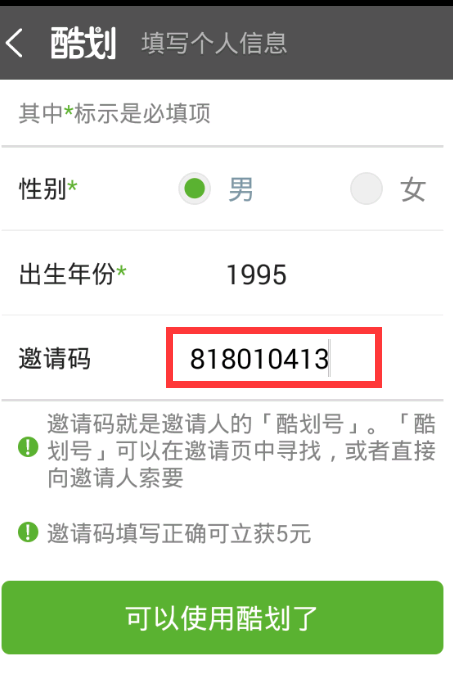 酷划 填写个人信息
其中*标示是必填项
性别* 男 女
出生年份* 1995
邀请码 818010413
邀请码就是邀请人的「酷划号」。「酷
划号」可以在邀请页中寻找，或者直接
向邀请人索要
邀请码填写正确可立获5元
可以使用酷划了